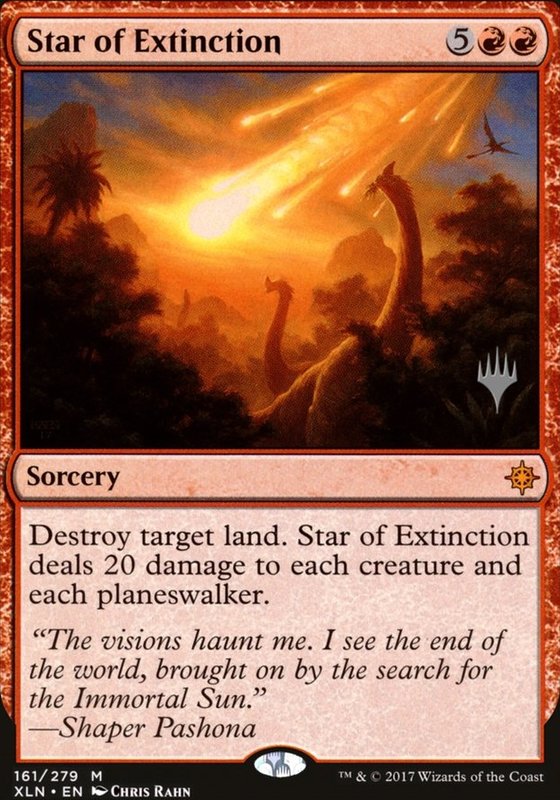 Star of Extinction 5
Sorcery
Destroy target land. Star of Extinction
deals 20 damage to each creature and
each planeswalker.
“The visions haunt me. I see the end of
the world, brought on by the search for
the Immortal Sun.”
—Shaper Pashona
161/279 M
XLN • EN Chris Rahn
™ & © 2017 Wizards of the Coast